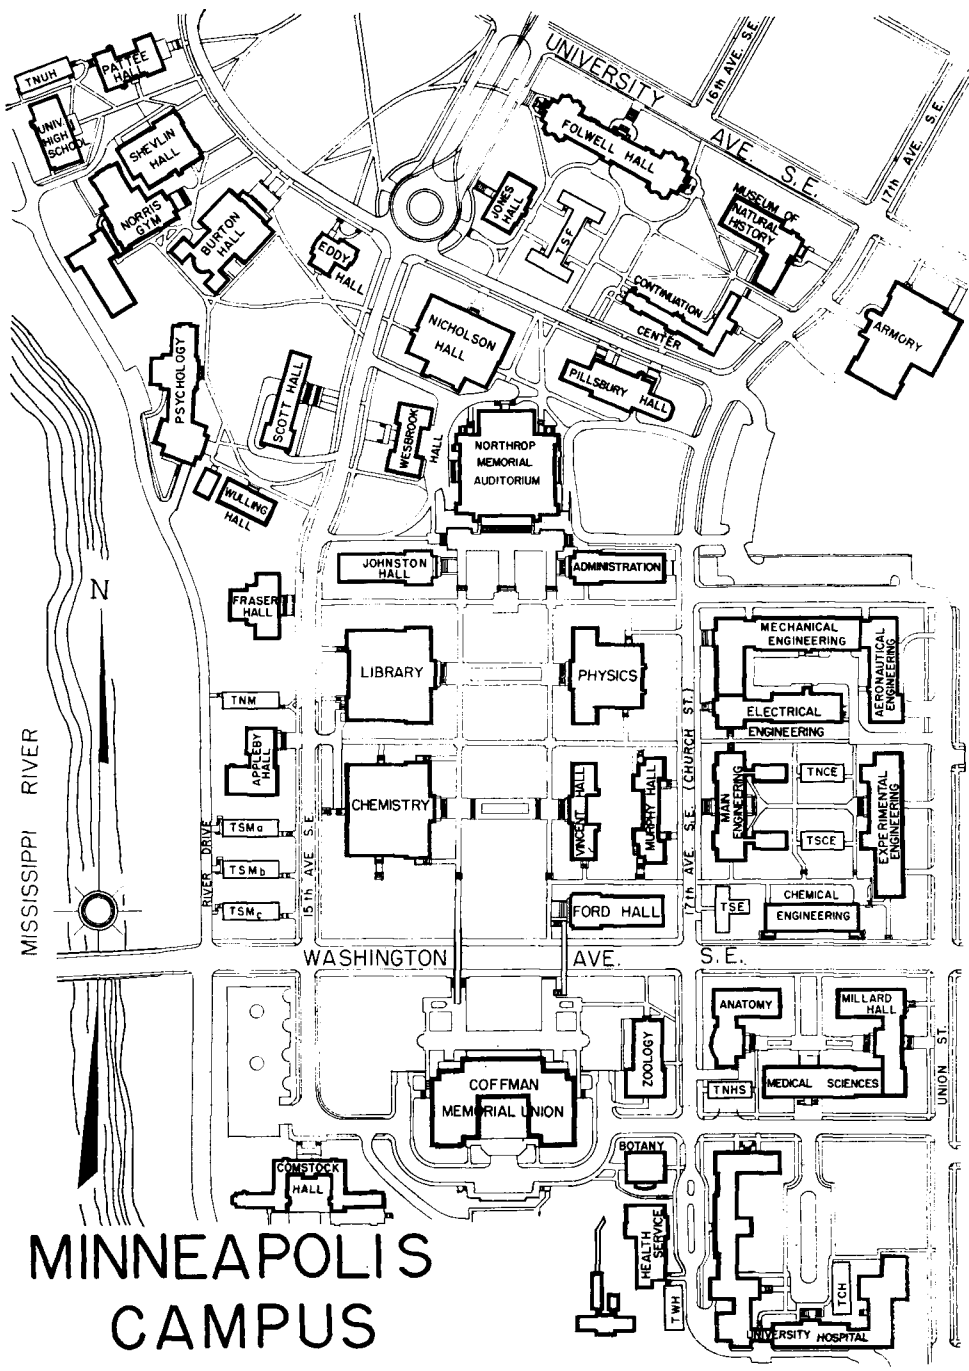 UNIVERSITY AVE. S.E.
16th AVE. S.E.
17th AVE. S.E.
TNUH
PATTEE
HALL
UNIV.
HIGH
SCHOOL
SHEVLIN
HALL
NORRIS
GYM
BURTON
HALL
EDDY
HALL
JONES
HALL
FOLWELL HALL
TSF
MUSEUM OF
NATURAL
HISTORY
CONTINUATION
CENTER
ARMORY
NICHOLSON
HALL
PILLSBURY HALL
PSYCHOLOGY
SCOTT HALL
WESBROOK
HALL
NORTHROP
MEMORIAL
AUDITORIUM
WULLING
HALL
JOHNSTON
HALL
ADMINISTRATION
N
FRASER
HALL
LIBRARY
PHYSICS
MECHANICAL
ENGINEERING
AERONAUTICAL
ENGINEERING
ELECTRICAL
ENGINEERING
TNM
APPLEBY
HALL
CHEMISTRY
VINCENT HALL
MURPHY HALL
17th AVE. S.E. (CHURCH ST.)
MAIN
ENGINEERING
TNCE
TSCE
EXPERIMENTAL
ENGINEERING
MISSISSIPPI RIVER
RIVER DRIVE
TSMa
TSMb
TSMc
15th AVE S.E.
FORD HALL
TSE
CHEMICAL
ENGINEERING
WASHINGTON AVE. S.E.
ANATOMY
MILLARD
HALL
ZOOLOGY
TNHS
MEDICAL SCIENCES
UNION ST.
COFFMAN
MEMORIAL UNION
BOTANY
COMSTOCK
HALL
HEALTH
SERVICE
TWH
TCH
UNIVERSITY HOSPITAL
MINNEAPOLIS
CAMPUS